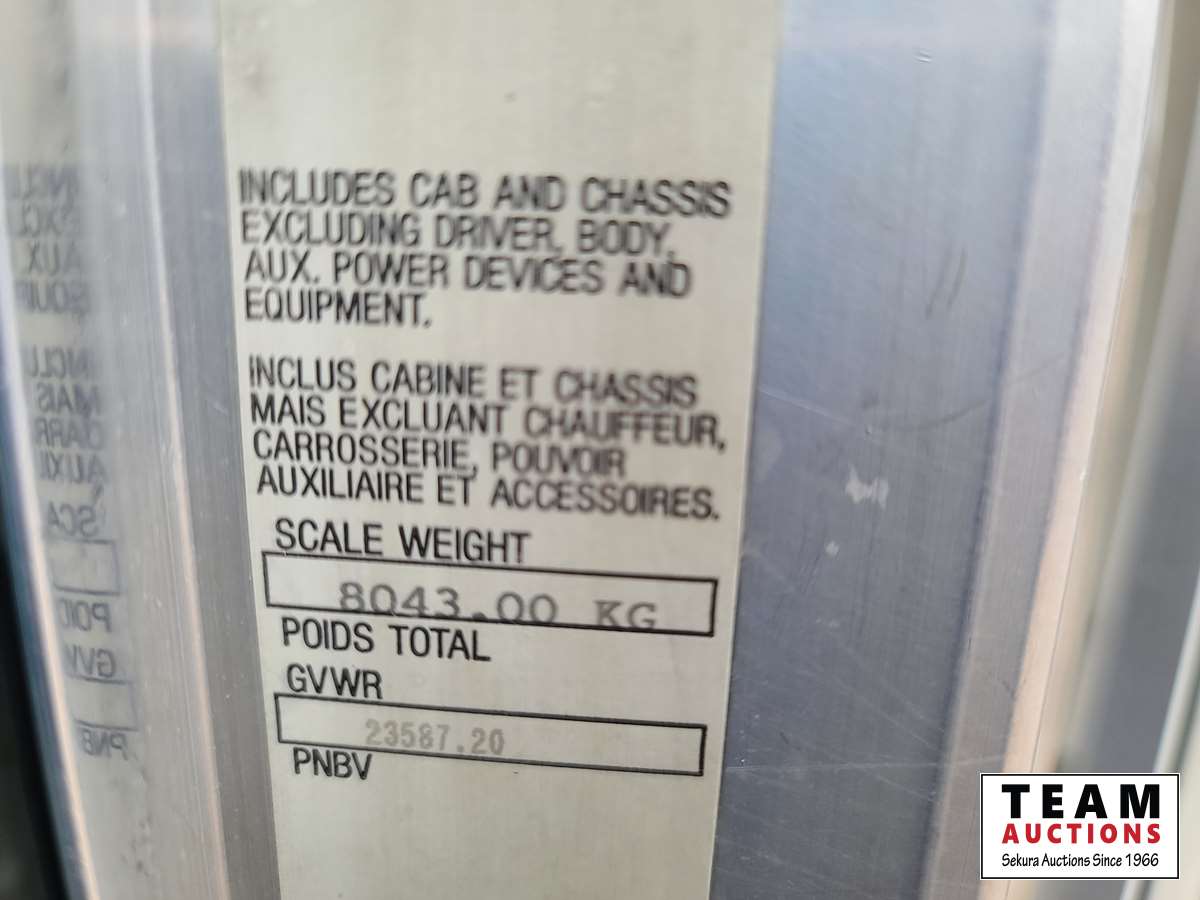 INCLUDES CAB AND CHASSIS
EXCLUDING DRIVER, BODY,
AUX. POWER DEVICES AND
EQUIPMENT.
INCLUS CABINE ET CHASSIS
MAIS EXCLUANT CHAUFFEUR,
CARROSSERIE, POUVOIR
AUXILIAIRE ET ACCESSOIRES.
SCALE WEIGHT
8043.00 KG
POIDS TOTAL
GVWR
23587.20
PNBV
TEAM
AUCTIONS
Sekura Auctions Since 1966